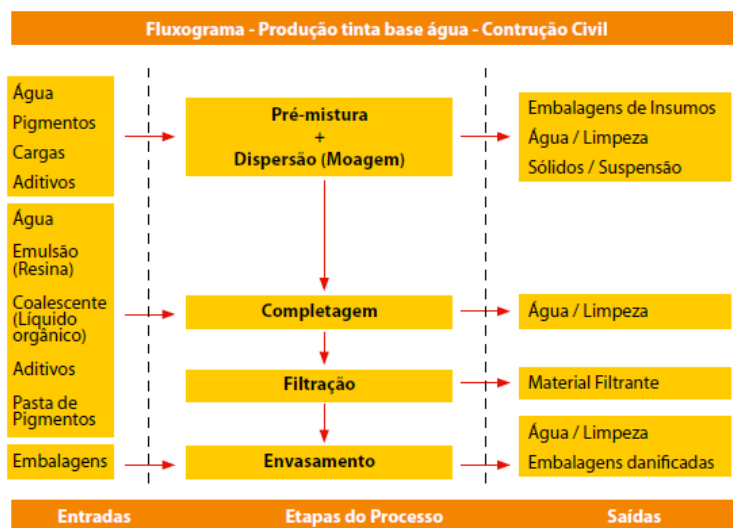 Fluxograma - Produção tinta base água - Contrução Civil
Água
Pigmentos
Cargas
Aditivos
Pré-mistura
+
Dispersão (Moagem)
Embalagens de Insumos
Água / Limpeza
Sólidos / Suspensão
Água
Emulsão
(Resina)
Coalescente
(Líquido
orgânico)
Aditivos
Pasta de
Pigmentos
Completagem
Água / Limpeza
Filtração
Material Filtrante
Embalagens
Envasamento
Água / Limpeza
Embalagens danificadas
Entradas
Etapas do Processo
Saídas